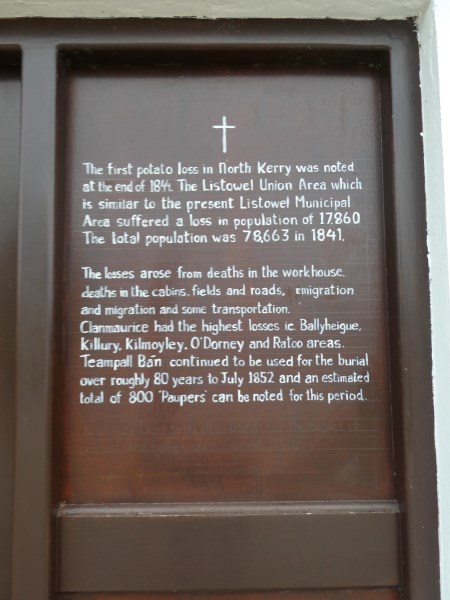 The first potato loss in North Kerry was noted
at the end of The Listowel Union Area which
is similar to the present Listowel Municipal
Area suffered a loss in population of 17,860
The total population was 78,663 in 1841.
The losses arose from deaths in the workhouse,
deaths in the cabins, fields and roads, emigration
and migration and some transportation.
Clanmaurice had the highest losses ie. Ballyheigue,
Killury, Kilmoyley, O'Dorney and Ratoo areas.
Teampall Bán continued to be used for the burial
over roughly 80 years to July 1852 and an estimated
total of 800 'Paupers' can be noted for this period.